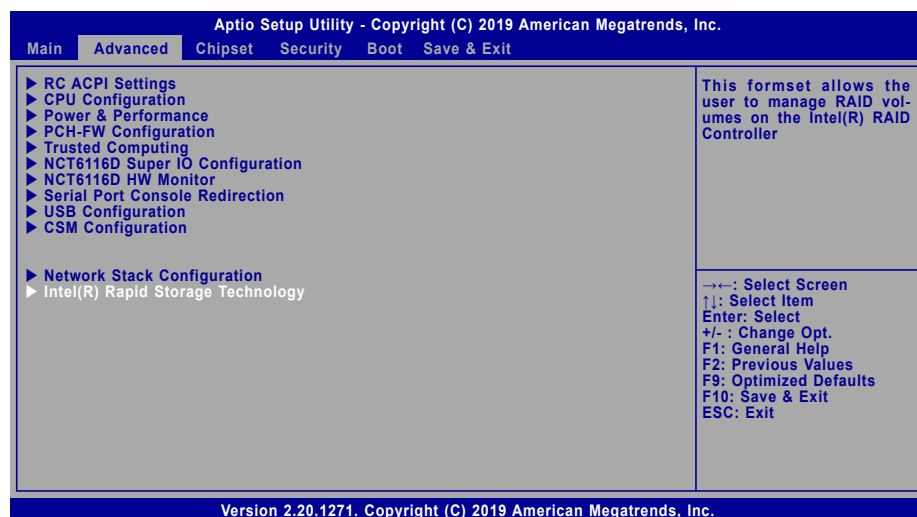 Aptio Setup Utility - Copyright (C) 2019 American Megatrends, Inc.
Main Advanced Chipset Security Boot Save & Exit
▶ RC ACPI Settings
▶ CPU Configuration
▶ Power & Performance
▶ PCH-FW Configuration
▶ Trusted Computing
▶ NCT6116D Super IO Configuration
▶ NCT6116D HW Monitor
▶ Serial Port Console Redirection
▶ USB Configuration
▶ CSM Configuration
▶ Network Stack Configuration
▶ Intel(R) Rapid Storage Technology
This formset allows the
user to manage RAID vol-
umes on the Intel(R) RAID
Controller
→←: Select Screen
↑↓: Select Item
Enter: Select
+/- : Change Opt.
F1: General Help
F2: Previous Values
F9: Optimized Defaults
F10: Save & Exit
ESC: Exit
Version 2.20.1271. Copyright (C) 2019 American Megatrends, Inc.